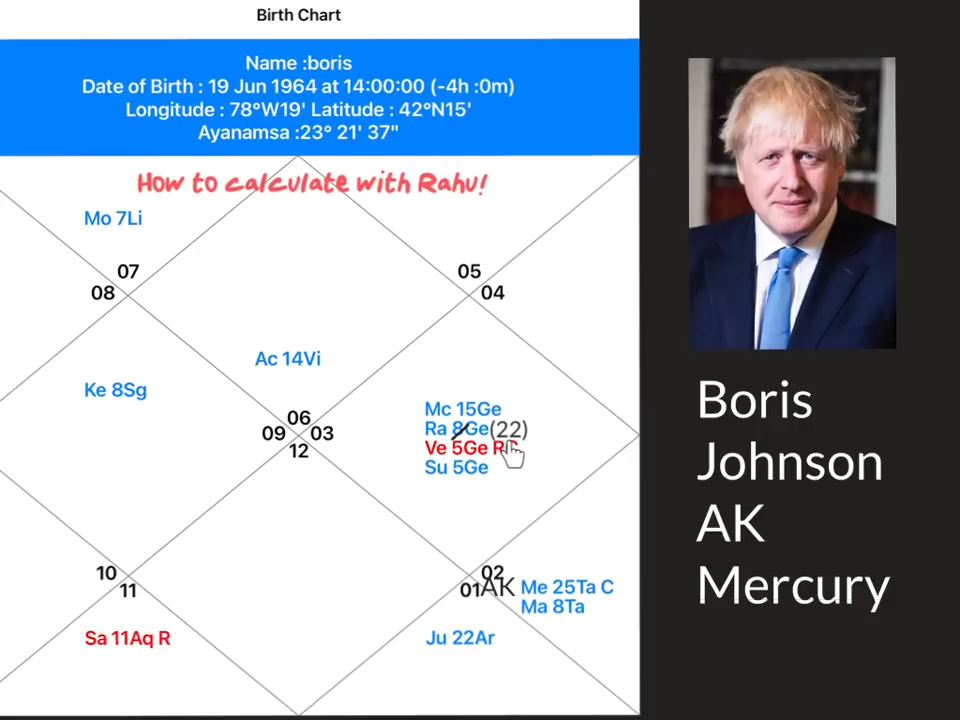 Birth Chart
Name :boris
Date of Birth : 19 Jun 1964 at 14:00:00 (-4h :0m)
Longitude : 78°W19' Latitude : 42°N15'
Ayanamsa :23° 21' 37"
How to calculate with Rahu!
Mo 7Li
07
08
05
04
Ac 14Vi
Ke 8Sg
06
09
03
12
Mc 15Ge
Ra 8Ge(22)
Ve 5Ge R
Su 5Ge
10
11
02
01
AK
Me 25Ta C
Ma 8Ta
Sa 11Aq R
Ju 22Ar
Boris
Johnson
AK
Mercury